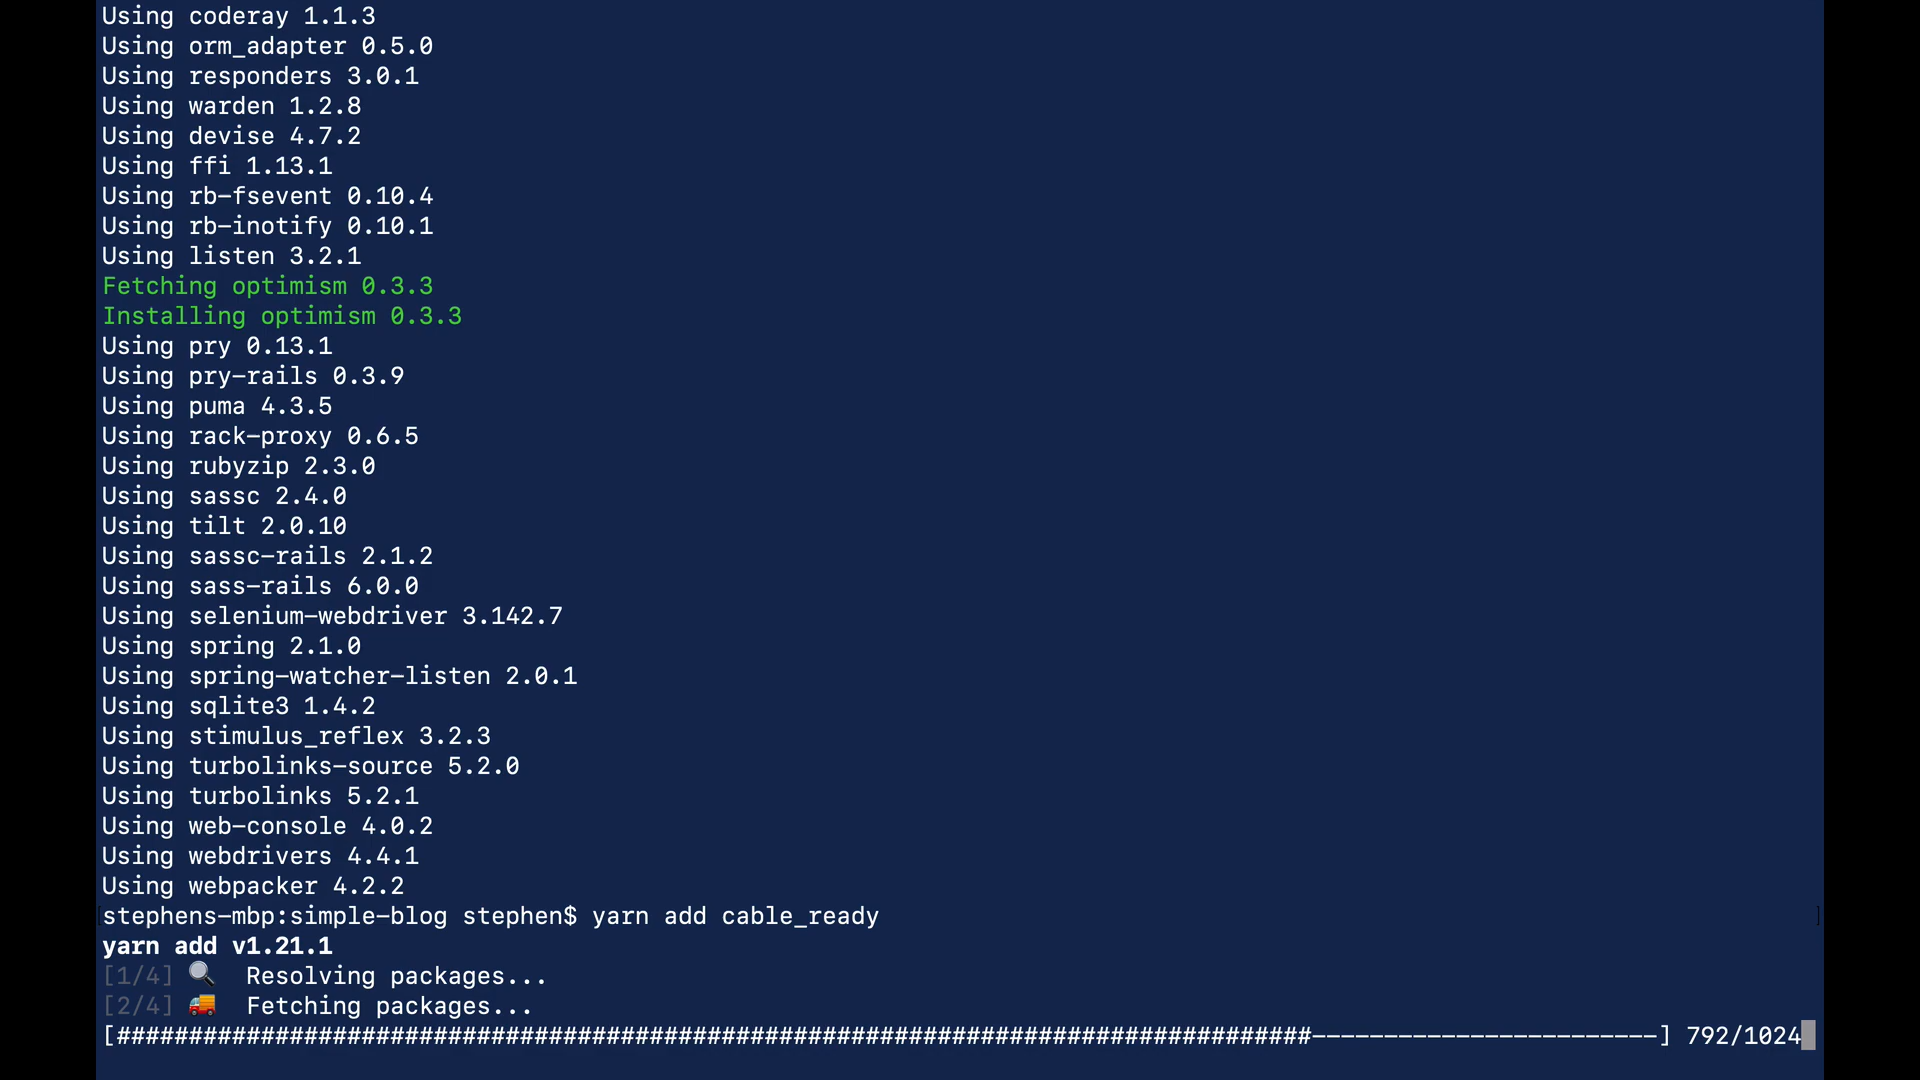 Using coderay 1.1.3
Using orm_adapter 0.5.0
Using responders 3.0.1
Using warden 1.2.8
Using devise 4.7.2
Using ffi 1.13.1
Using rb-fsevent 0.10.4
Using rb-inotify 0.10.1
Using listen 3.2.1
Fetching optimism 0.3.3
Installing optimism 0.3.3
Using pry 0.13.1
Using pry-rails 0.3.9
Using puma 4.3.5
Using rack-proxy 0.6.5
Using rubyzip 2.3.0
Using sassc 2.4.0
Using tilt 2.0.10
Using sassc-rails 2.1.2
Using sass-rails 6.0.0
Using selenium-webdriver 3.142.7
Using spring 2.1.0
Using spring-watcher-listen 2.0.1
Using sqlite3 1.4.2
Using stimulus_reflex 3.2.3
Using turbolinks-source 5.2.0
Using turbolinks 5.2.1
Using web-console 4.0.2
Using webdrivers 4.4.1
Using webpacker 4.2.2
stephens-mbp:simple-blog stephen$ yarn add cable_ready
yarn add v1.21.1
[1/4] 🔍 Resolving packages...
[2/4] 🚚 Fetching packages...
[###################################################################################------------------------] 792/1024